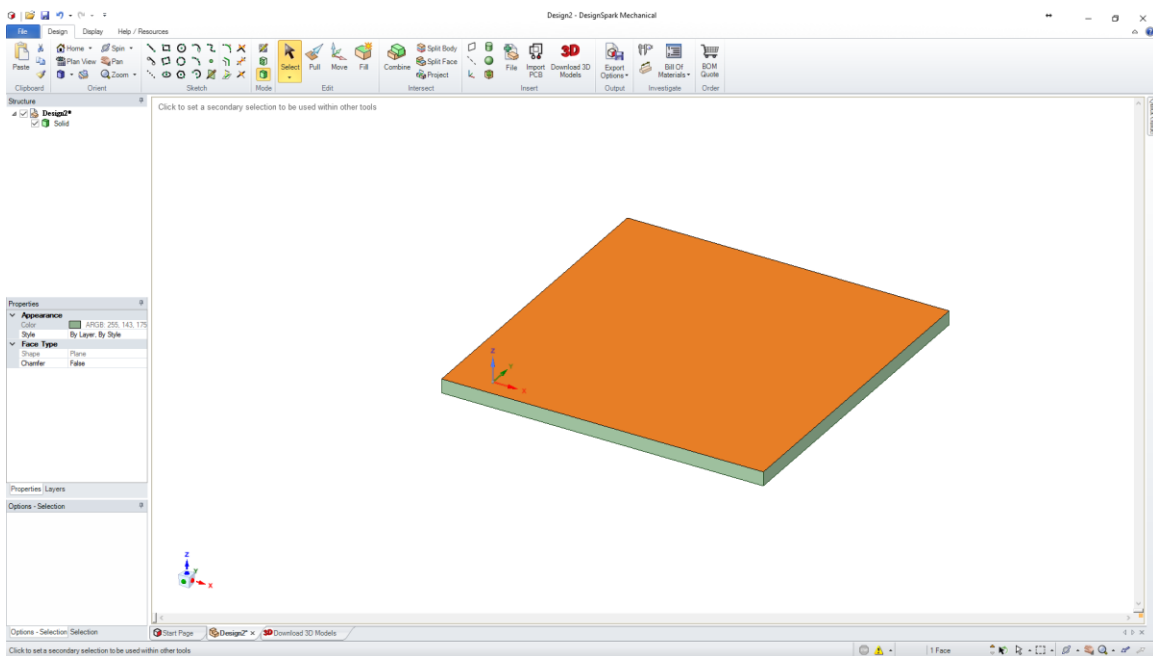 Design2 - DesignSpark Mechanical
File Design Display Help / Resources
Paste
Home Spin
Plan View Pan
Zoom
Select Pull Move Fill
Combine
Split Body
Split Face
Project
File Import PCB Download 3D Models
3D
Export Options
Bill Of Materials
BOM Quote
Clipboard Orient Sketch Mode Edit Intersect Insert Output Investigate Order
Structure
Design2*
Solid
Click to set a secondary selection to be used within other tools
Properties
Appearance
Color ARGB: 255, 143, 175
Style By Layer, By Style
Face Type
Shape Plane
Chamfer False
Z
Y
X
Properties Layers
Options - Selection
Z
Y
X
Options - Selection Selection
Start Page Design2* 3D Download 3D Models
Click to set a secondary selection to be used within other tools
1 Face